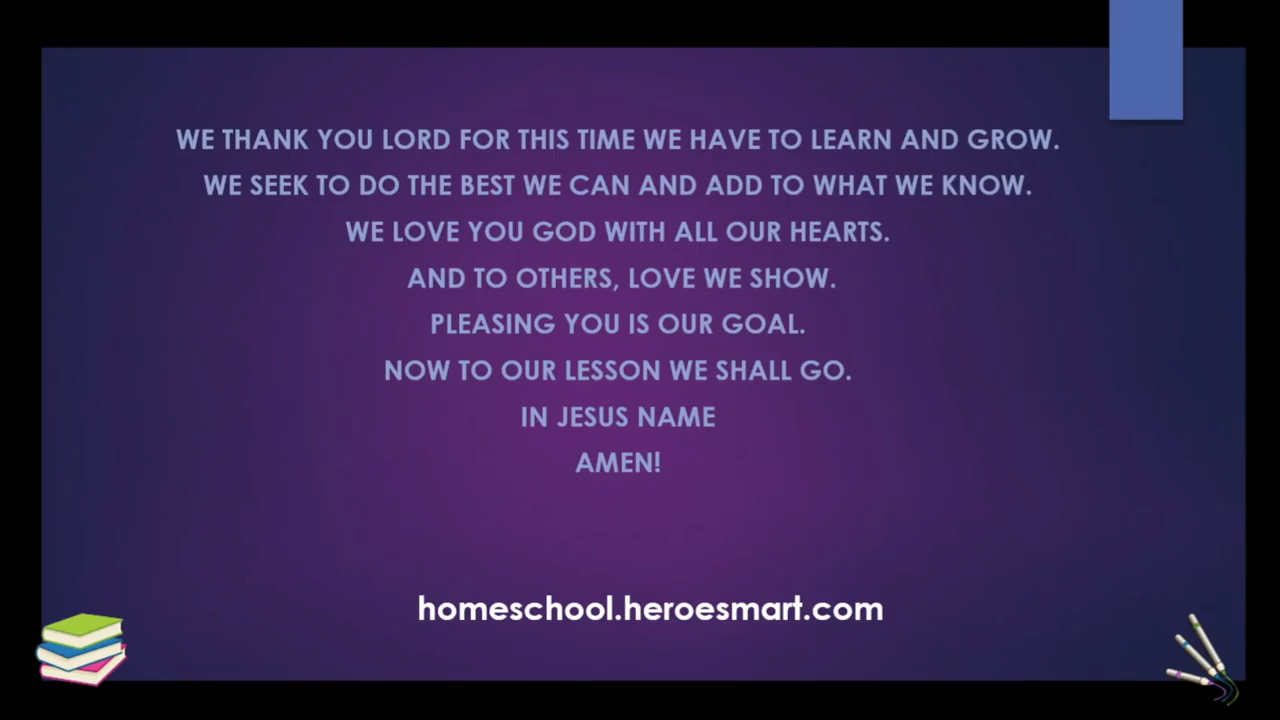 WE THANK YOU LORD FOR THIS TIME WE HAVE TO LEARN AND GROW.
WE SEEK TO DO THE BEST WE CAN AND ADD TO WHAT WE KNOW.
WE LOVE YOU GOD WITH ALL OUR HEARTS.
AND TO OTHERS, LOVE WE SHOW.
PLEASING YOU IS OUR GOAL.
NOW TO OUR LESSON WE SHALL GO.
IN JESUS NAME
AMEN!
homeschool.heroesmart.com